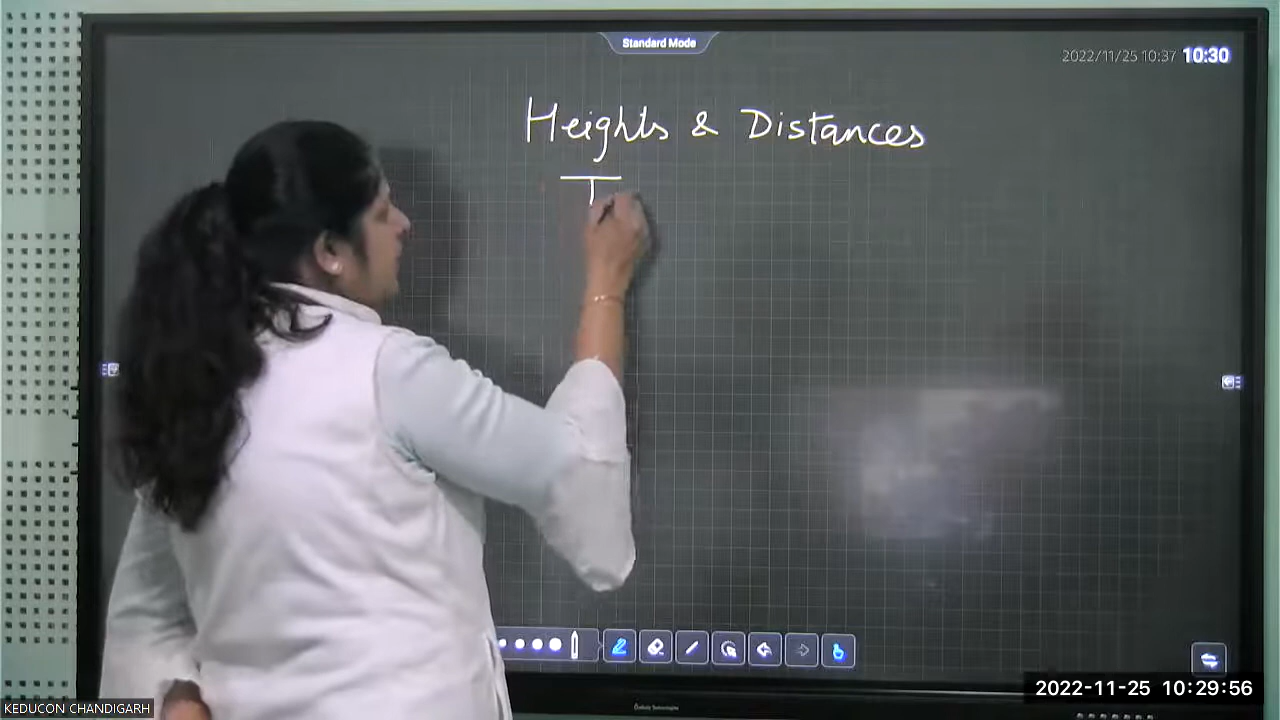 Standard Mode
2022/11/25 10:37 10:30
Heights & Distances
T
2022-11-25 10:29:56
KEDUCON CHANDIGARH